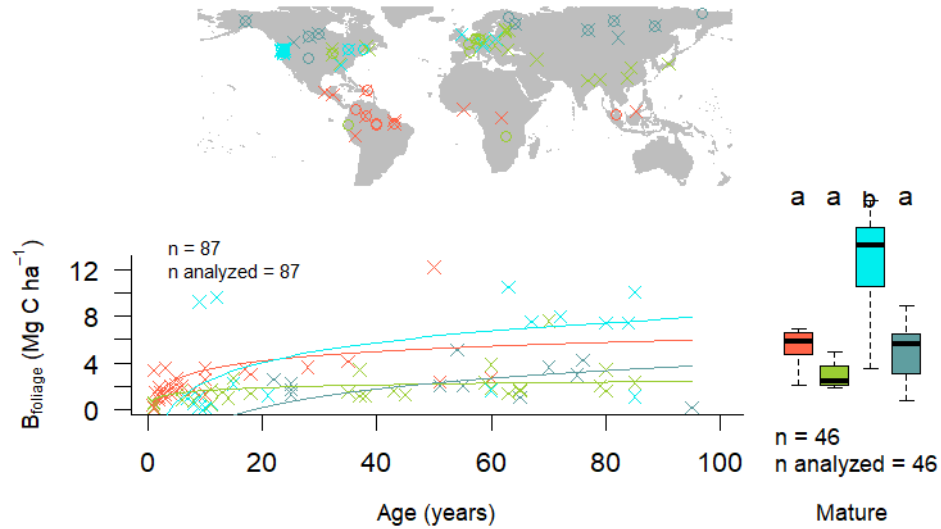 a a b a
n = 87
n analyzed = 87
B_foliage (Mg C ha⁻¹)
12
8
4
0
0 20 40 60 80 100
Age (years)
n = 46
n analyzed = 46
Mature